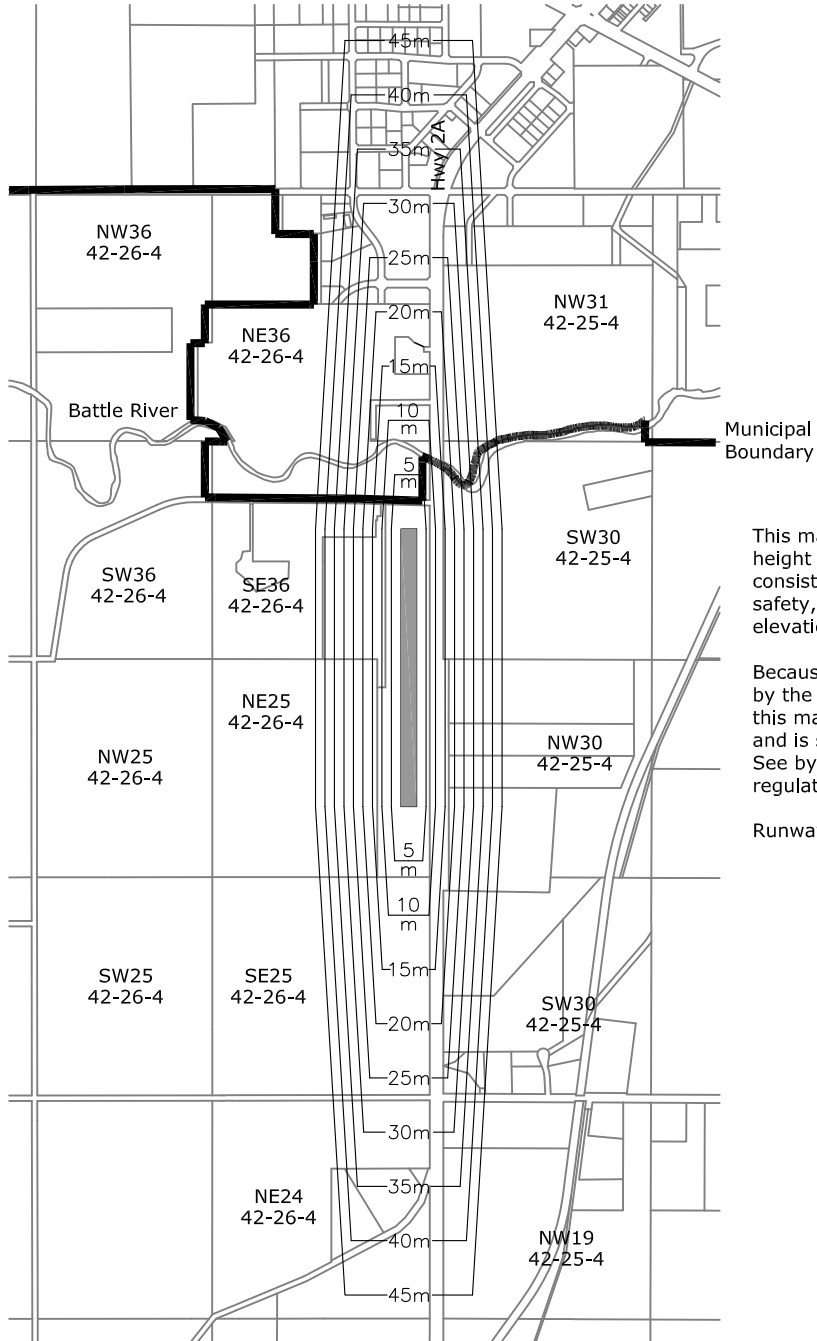 45m
40m
Hwy 2A
35m
30m
NW36
42-26-4
25m
NW31
42-25-4
20m
NE36
42-26-4
15m
Battle River
10
m
Municipal
Boundary
5
m
This ma
height
consist
safety,
elevatio
SW30
42-25-4
SW36
42-26-4
SE36
42-26-4
Becaus
by the
this ma
and is s
See by
regulat
NE25
42-26-4
NW25
42-26-4
NW30
42-25-4
Runwa
5
m
10
m
15m
SW25
42-26-4
SE25
42-26-4
SW30
42-25-4
20m
25m
30m
35m
NE24
42-26-4
40m
NW19
42-25-4
45m